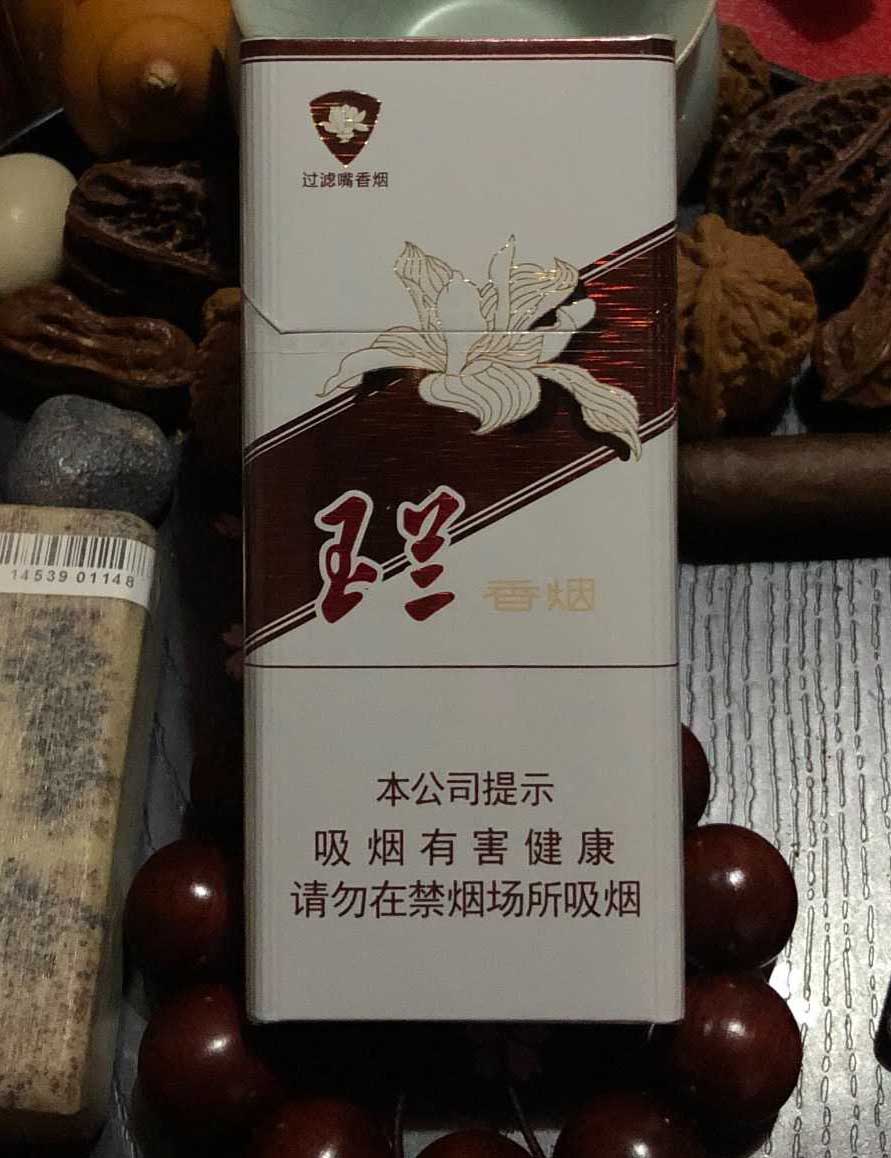 过滤嘴香烟
玉兰 香烟
14539 01148
本公司提示
吸烟有害健康
请勿在禁烟场所吸烟